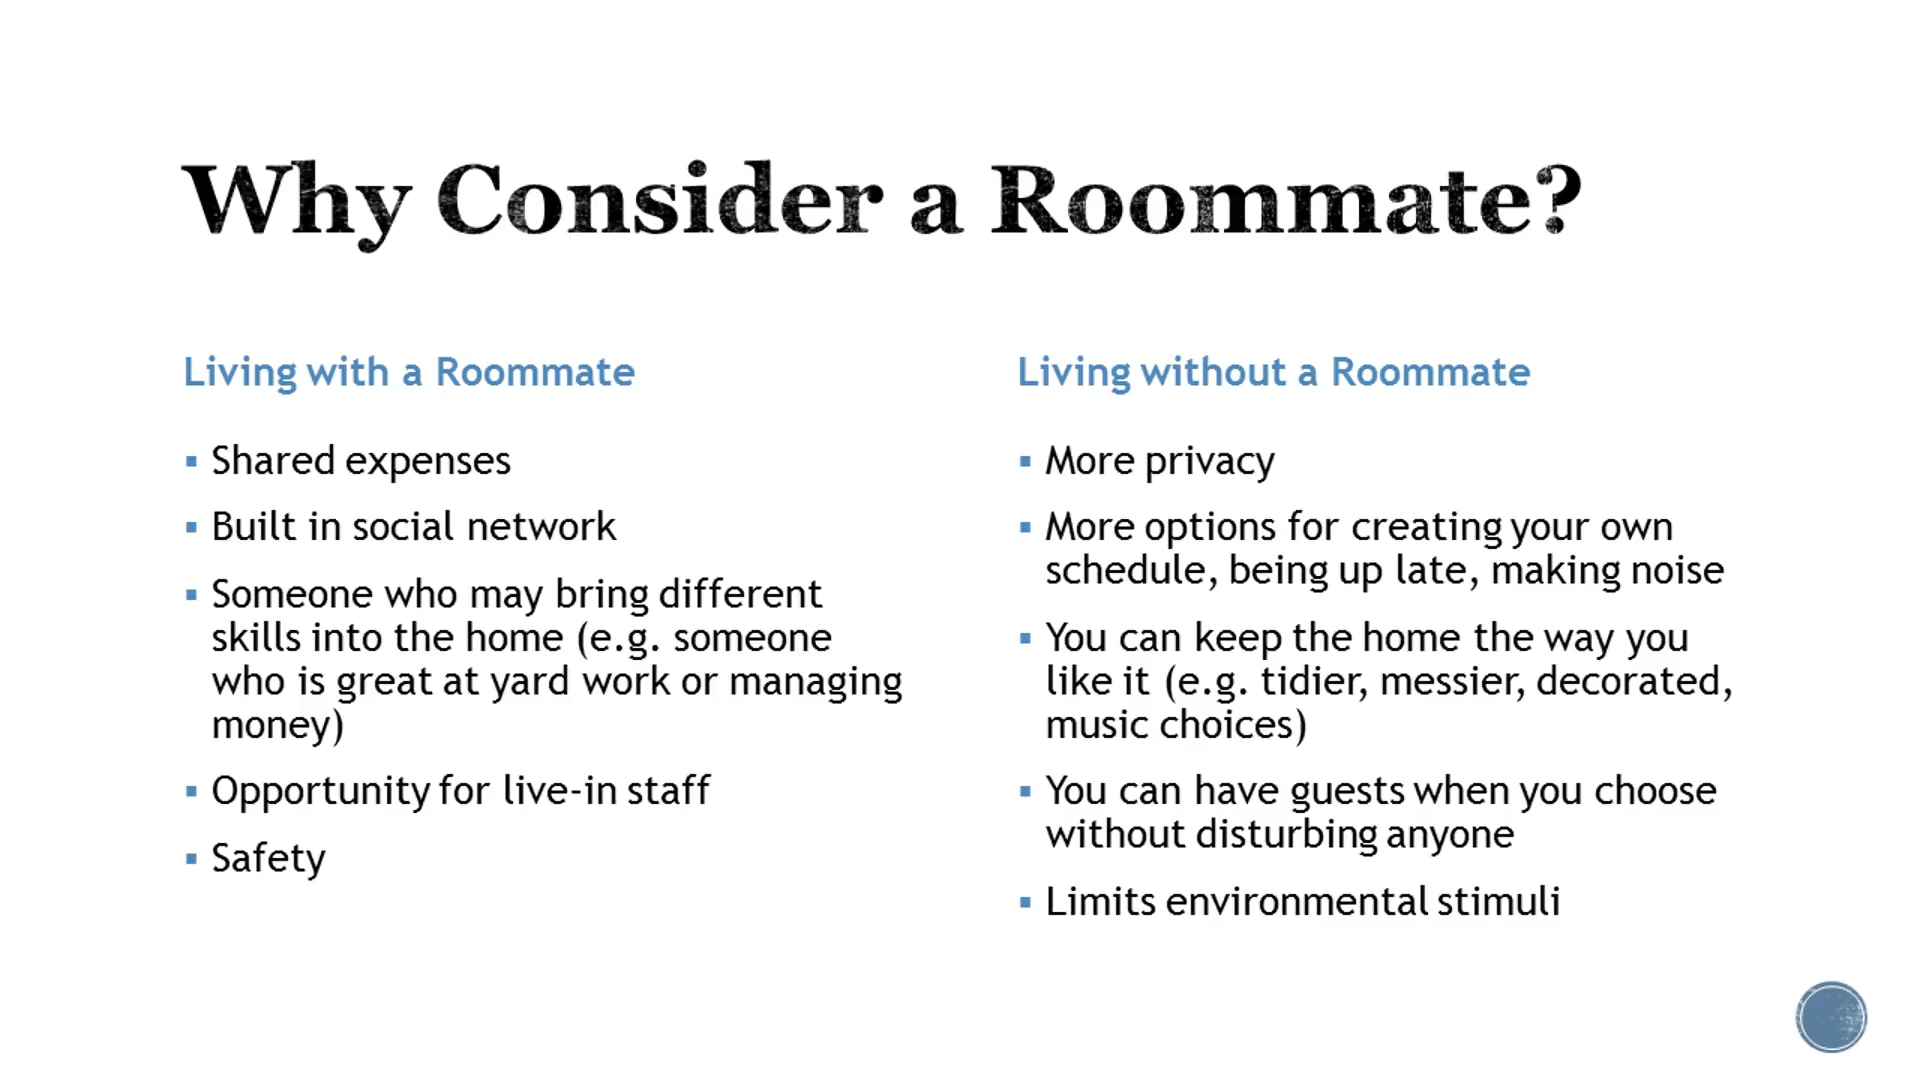 Why Consider a Roommate?
Living with a Roommate
▪ Shared expenses
▪ Built in social network
▪ Someone who may bring different
skills into the home (e.g. someone
who is great at yard work or managing
money)
▪ Opportunity for live-in staff
▪ Safety
Living without a Roommate
▪ More privacy
▪ More options for creating your own
schedule, being up late, making noise
▪ You can keep the home the way you
like it (e.g. tidier, messier, decorated,
music choices)
▪ You can have guests when you choose
without disturbing anyone
▪ Limits environmental stimuli